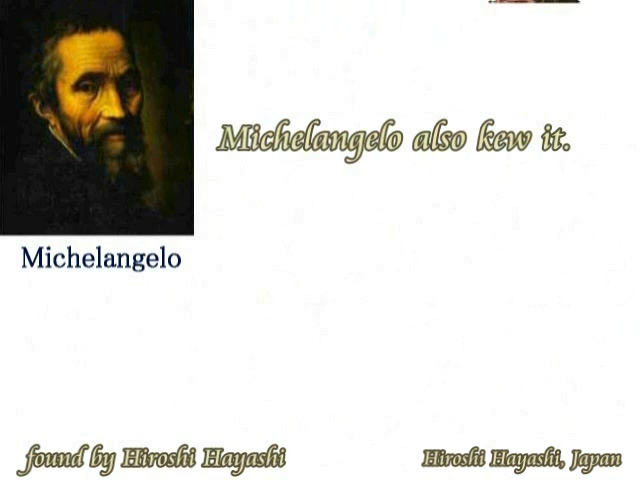 Michelangelo also kew it.
Michelangelo
found by Hiroshi Hayashi
Hiroshi Hayashi, Japan